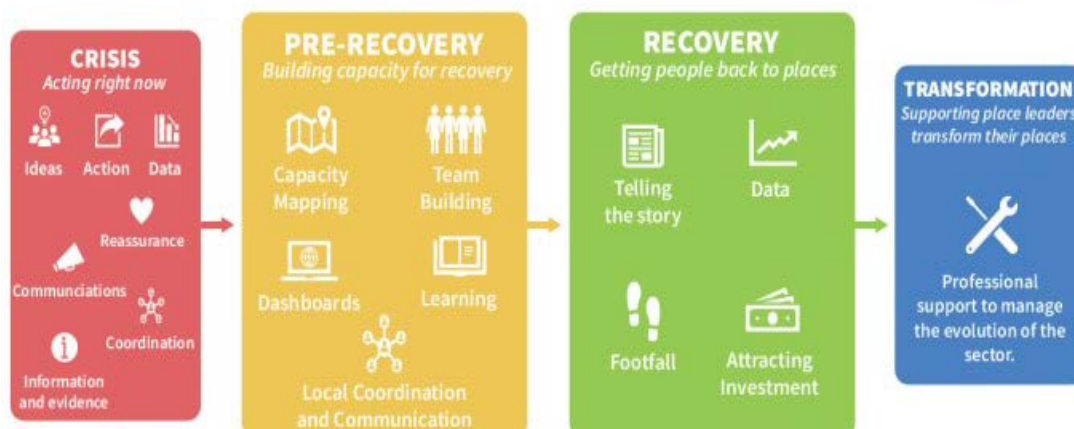 CRISIS
Acting right now
Ideas
Action
Data
Reassurance
Communciations
Coordination
Information
and evidence
PRE-RECOVERY
Building capacity for recovery
Capacity
Mapping
Team
Building
Dashboards
Learning
Local Coordination
and Communication
RECOVERY
Getting people back to places
Telling
the story
Data
Footfall
Attracting
Investment
TRANSFORMATION
Supporting place leaders
transform their places
Professional
support to manage
the evolution of the
sector.